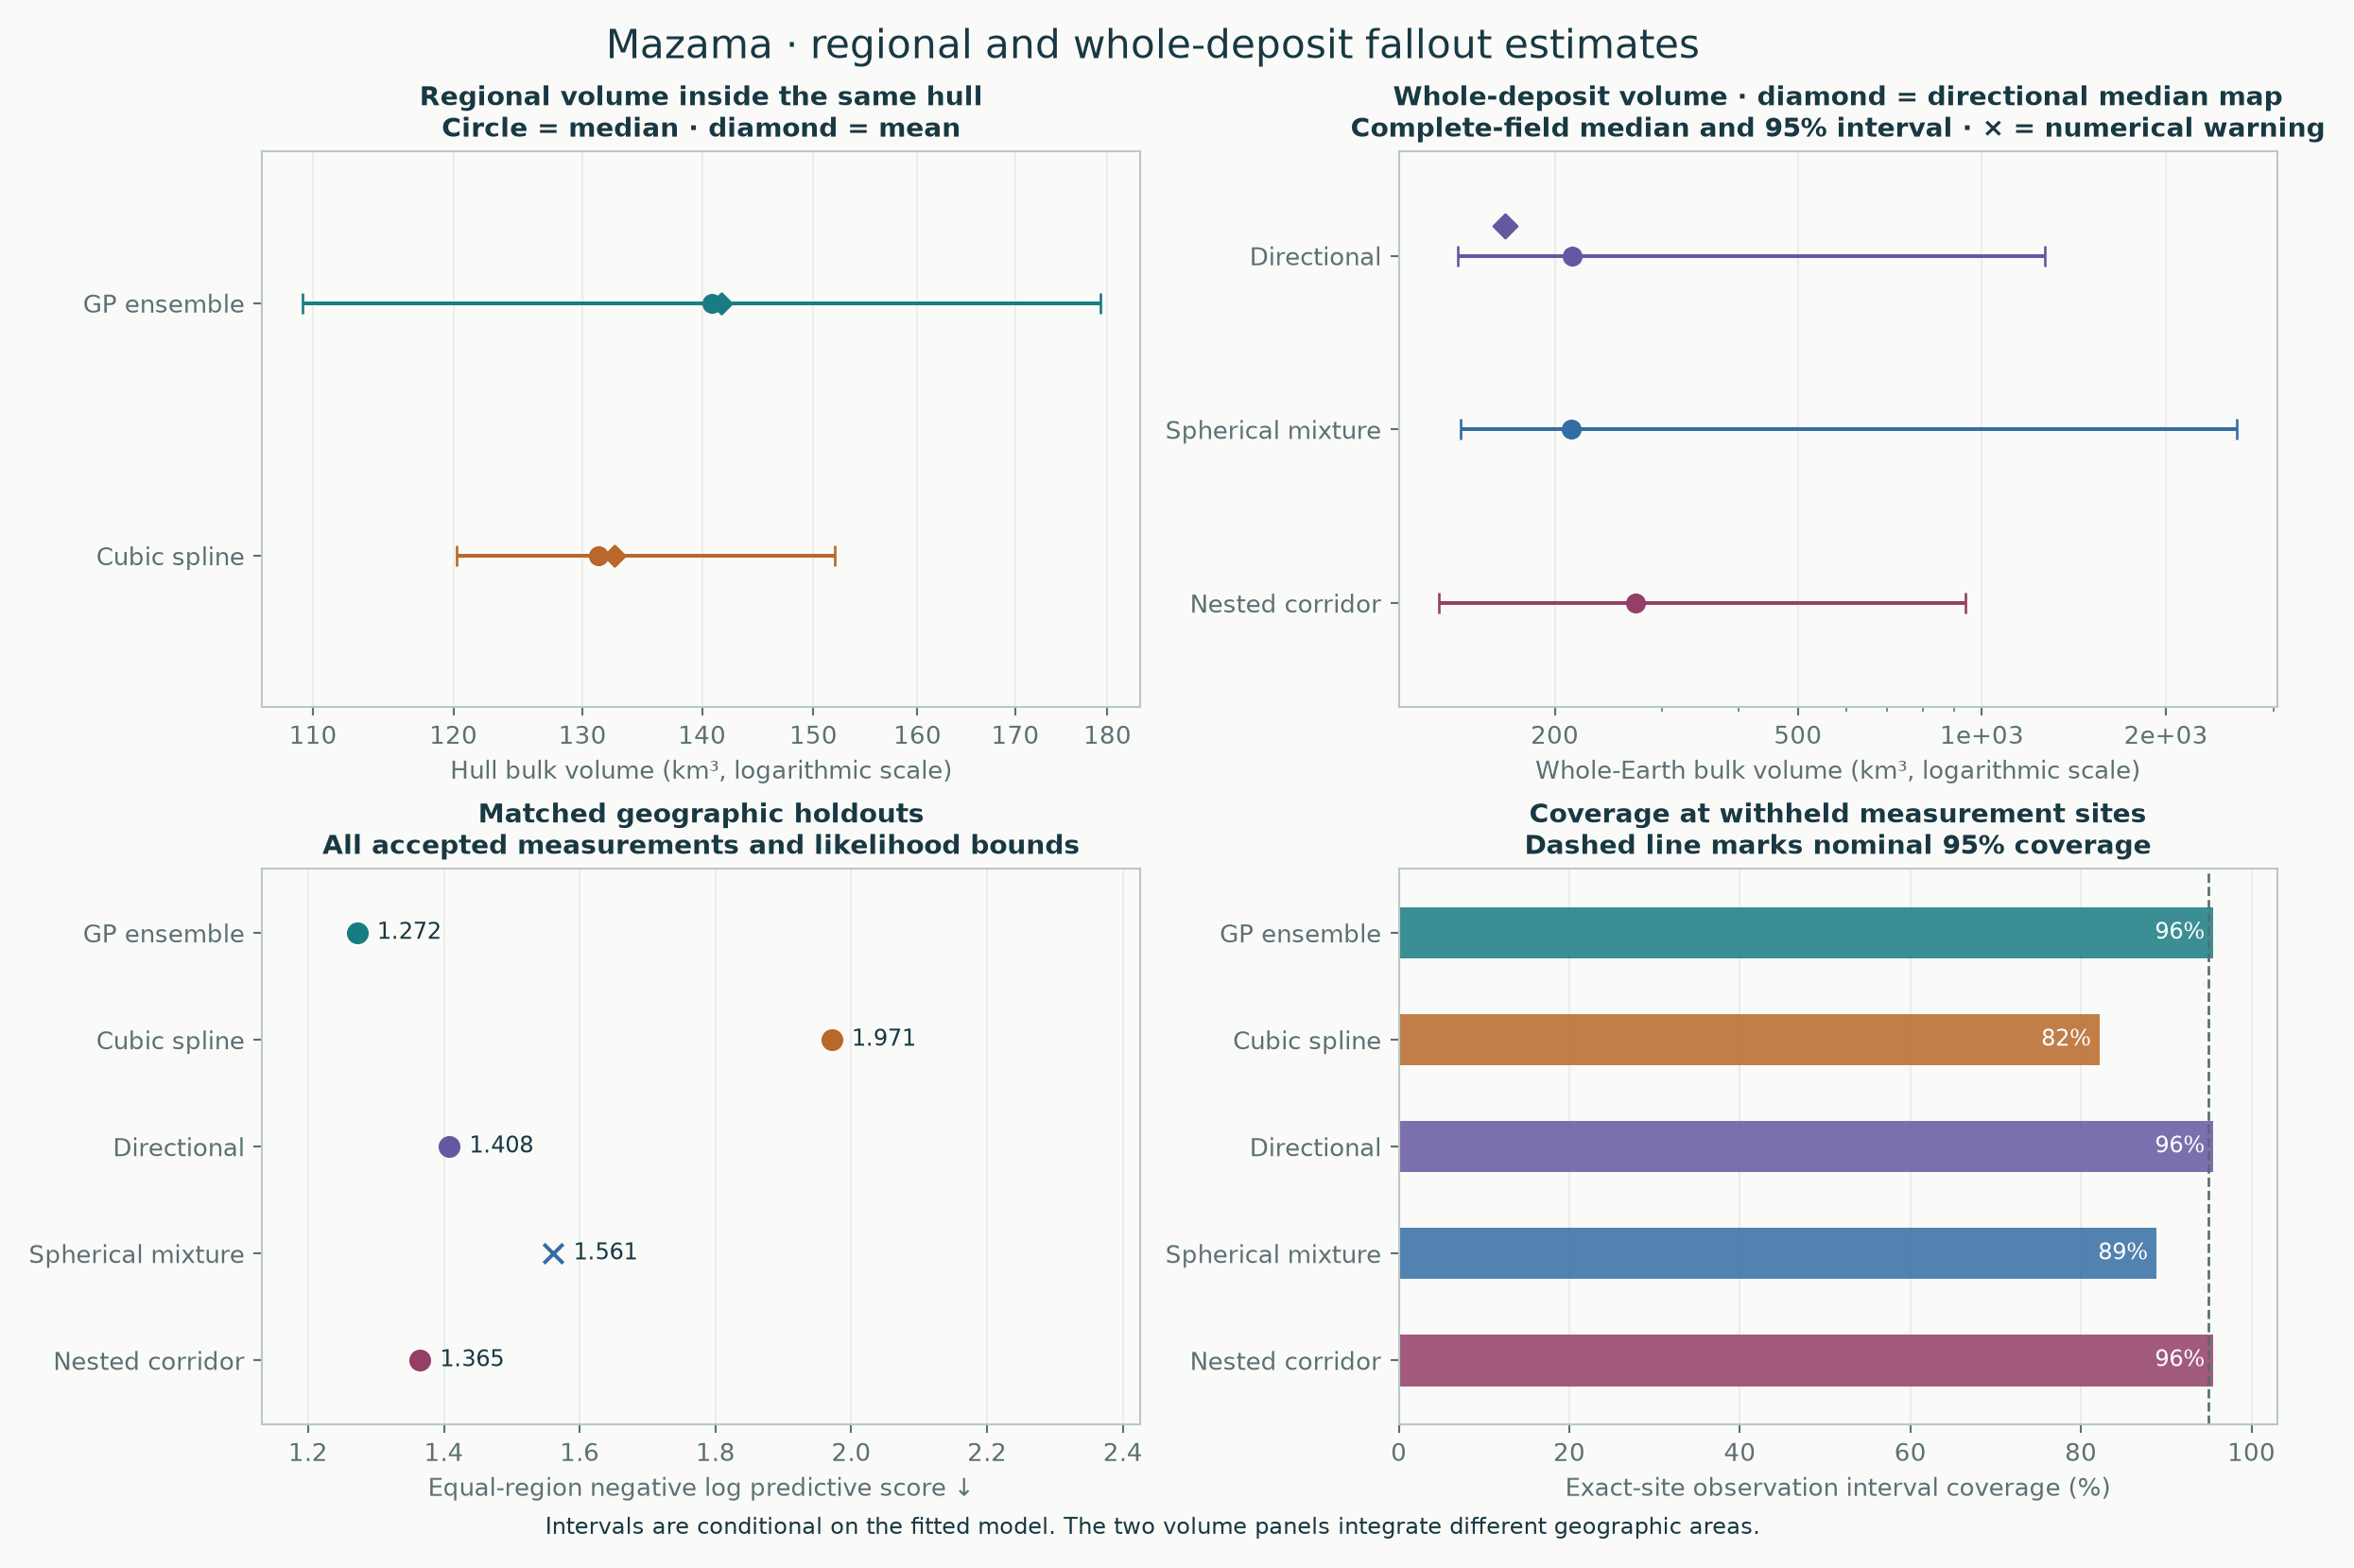 Mazama · regional and whole-deposit fallout estimates
Regional volume inside the same hull
Circle = median · diamond = mean
GP ensemble
Cubic spline
110 120 130 140 150 160 170 180
Hull bulk volume (km³, logarithmic scale)
Whole-deposit volume · diamond = directional median map
Complete-field median and 95% interval · × = numerical warning
Directional
Spherical mixture
Nested corridor
200 500 1e+03 2e+03
Whole-Earth bulk volume (km³, logarithmic scale)
Matched geographic holdouts
All accepted measurements and likelihood bounds
GP ensemble 1.272
Cubic spline 1.971
Directional 1.408
Spherical mixture 1.561
Nested corridor 1.365
1.2 1.4 1.6 1.8 2.0 2.2 2.4
Equal-region negative log predictive score ↓
Coverage at withheld measurement sites
Dashed line marks nominal 95% coverage
GP ensemble 96%
Cubic spline 82%
Directional 96%
Spherical mixture 89%
Nested corridor 96%
0 20 40 60 80 100
Exact-site observation interval coverage (%)
Intervals are conditional on the fitted model. The two volume panels integrate different geographic areas.